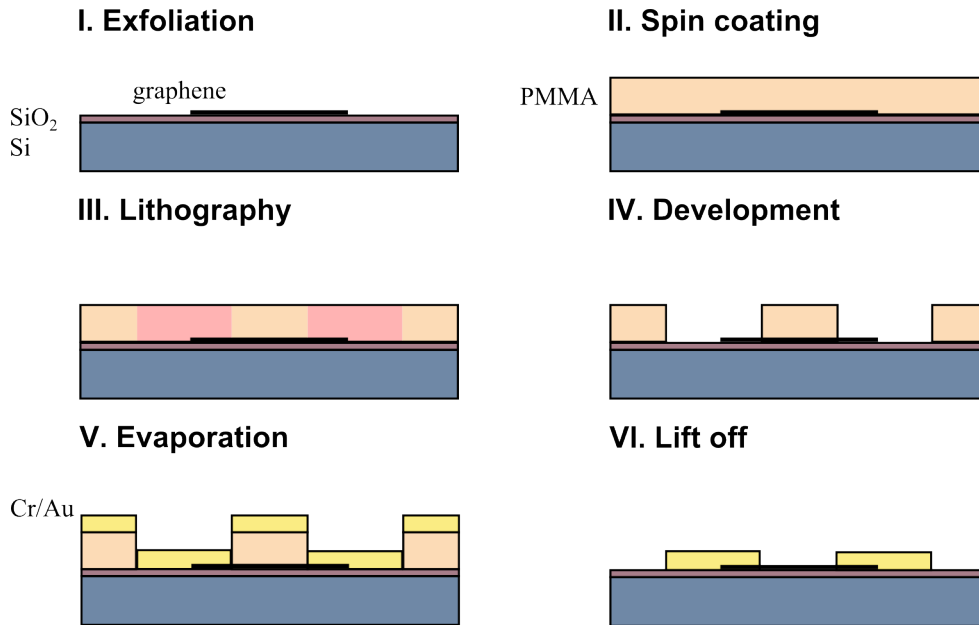 I. Exfoliation
II. Spin coating
graphene
PMMA
SiO₂
Si
III. Lithography
IV. Development
V. Evaporation
VI. Lift off
Cr/Au